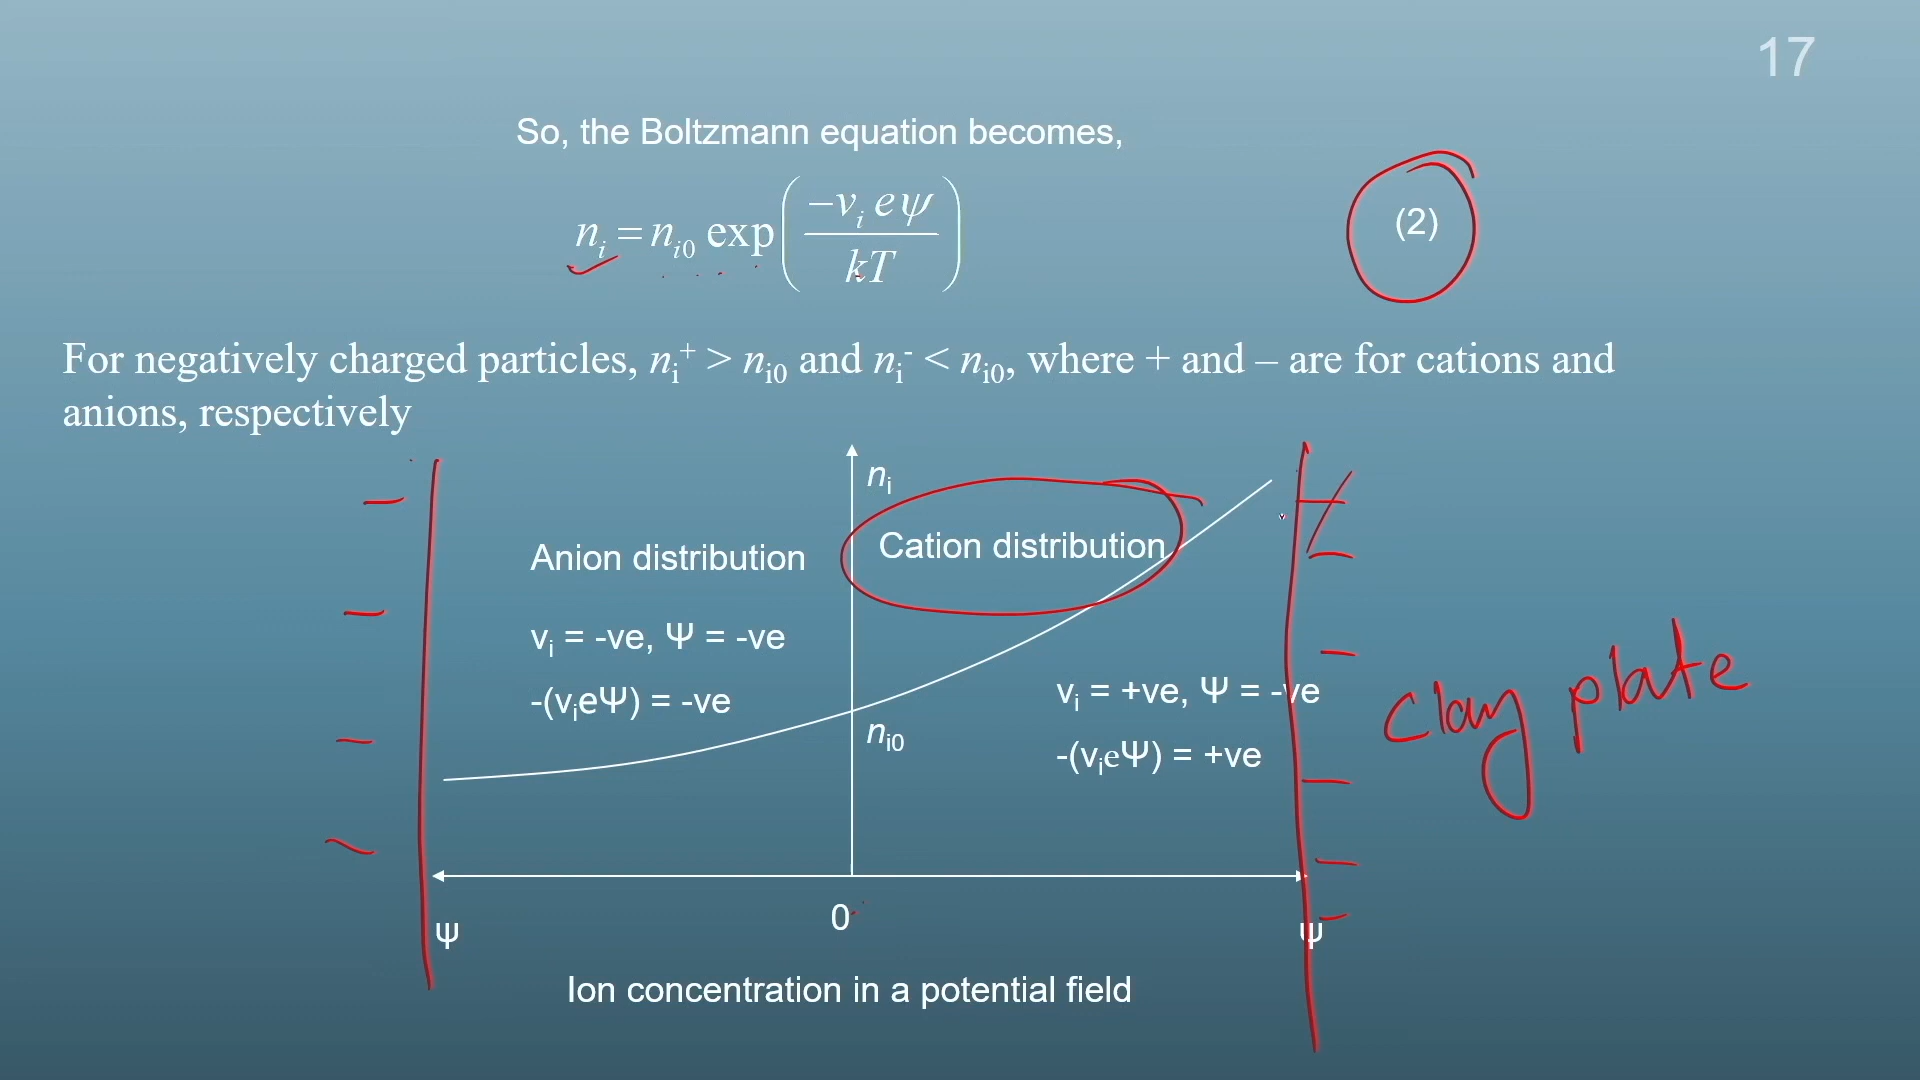 17
So, the Boltzmann equation becomes,
nᵢ = nᵢ₀ exp(−vᵢ eψ / kT)
(2)
For negatively charged particles, nᵢ⁺ > nᵢ₀ and nᵢ⁻ < nᵢ₀, where + and – are for cations and
anions, respectively
nᵢ
Anion distribution
Cation distribution
vᵢ = -ve, Ψ = -ve
-(vᵢeΨ) = -ve
vᵢ = +ve, Ψ = -ve
-(vᵢeΨ) = +ve
clay plate
nᵢ₀
0
Ψ
Ψ
Ion concentration in a potential field